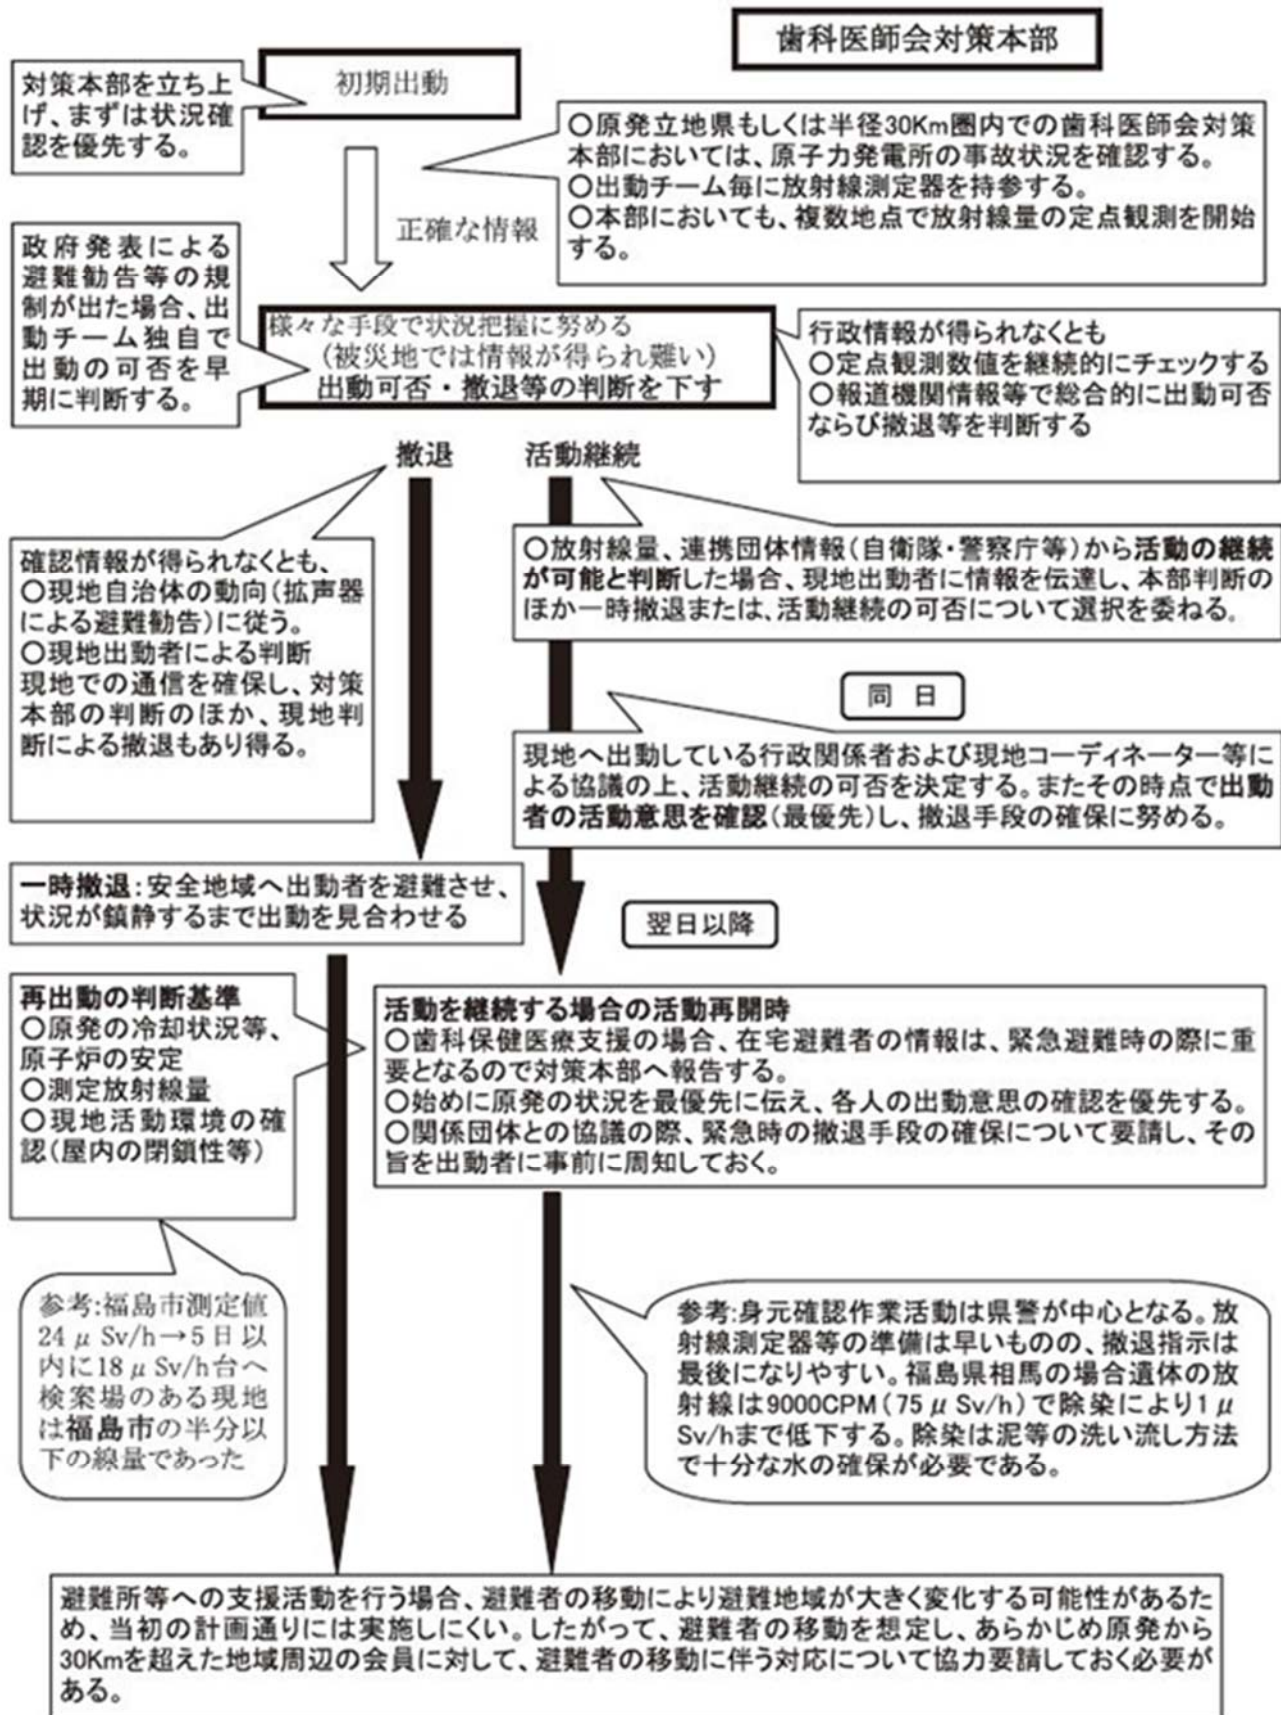 歯科医師会対策本部
対策本部を立ち上
げ、まずは状況確
認を優先する。
初期出動
○原発立地県もしくは半径30Km圏内での歯科医師会対策
本部においては、原子力発電所の事故状況を確認する。
○出動チーム毎に放射線測定器を持参する。
○本部においても、複数地点で放射線量の定点観測を開始
する。
正確な情報
政府発表による
避難勧告等の規
制が出た場合、出
動チーム独自で
出動の可否を早
期に判断する。
様々な手段で状況把握に努める
(被災地では情報が得られ難い)
出動可否・撤退等の判断を下す
行政情報が得られなくとも
○定点観測数値を継続的にチェックする
○報道機関情報等で総合的に出動可否
ならび撤退等を判断する
撤退
活動継続
確認情報が得られなくとも、
○現地自治体の動向(拡声器
による避難勧告)に従う。
○現地出動者による判断
現地での通信を確保し、対策
本部の判断のほか、現地判
断による撤退もあり得る。
○放射線量、連携団体情報(自衛隊・警察庁等)から活動の継続
が可能と判断した場合、現地出動者に情報を伝達し、本部判断の
ほか一時撤退または、活動継続の可否について選択を委ねる。
同 日
現地へ出動している行政関係者および現地コーディネーター等
による協議の上、活動継続の可否を決定する。またその時点で出動
者の活動意思を確認(最優先)し、撤退手段の確保に努める。
一時撤退:安全地域へ出動者を避難させ、
状況が鎮静するまで出動を見合わせる
翌日以降
再出動の判断基準
○原発の冷却状況等、
原子炉の安定
○測定放射線量
○現地活動環境の確
認(屋内の閉鎖性等)
活動を継続する場合の活動再開時
○歯科保健医療支援の場合、在宅避難者の情報は、緊急避難時の際に重
要となるので対策本部へ報告する。
○始めに原発の状況を最優先に伝え、各人の出動意思の確認を優先する。
○関係団体との協議の際、緊急時の撤退手段の確保について要請し、その
旨を出動者に事前に周知しておく。
参考:福島市測定値
24μSv/h→5日以
内に18μSv/h台へ
検案場のある現地
は福島市の半分以
下の線量であった
参考:身元確認作業活動は県警が中心となる。放
射線測定器等の準備は早いものの、撤退指示は
最後になりやすい。福島県相馬の場合遺体の放
射線は9000CPM(75μSv/h)で除染により1μ
Sv/hまで低下する。除染は泥等の洗い流し方法
で十分な水の確保が必要である。
避難所等への支援活動を行う場合、避難者の移動により避難地域が大きく変化する可能性があるた
め、当初の計画通りには実施しにくい。したがって、避難者の移動を想定し、あらかじめ原発から
30Kmを超えた地域周辺の会員に対して、避難者の移動に伴う対応について協力要請しておく必要が
ある。